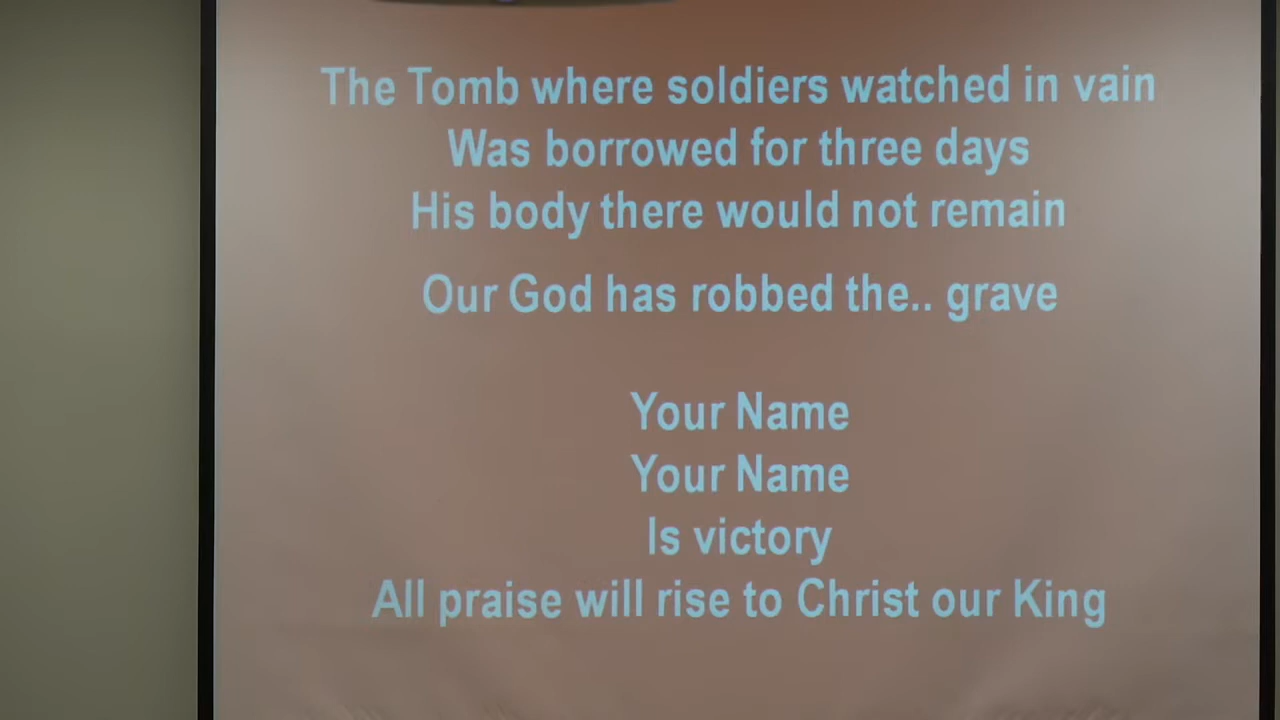 The Tomb where soldiers watched in vain
Was borrowed for three days
His body there would not remain
Our God has robbed the.. grave
Your Name
Your Name
Is victory
All praise will rise to Christ our King